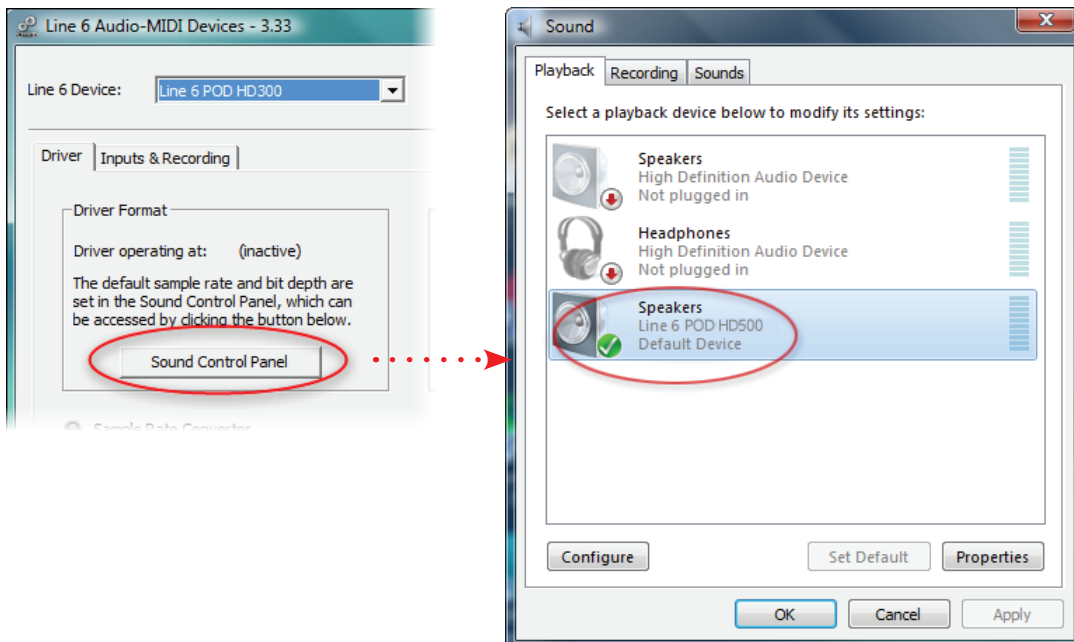 Line 6 Audio-MIDI Devices - 3.33
Line 6 Device:
Line 6 POD HD300
Driver
Inputs & Recording
Driver Format
Driver operating at: (inactive)
The default sample rate and bit depth are
set in the Sound Control Panel, which can
be accessed by clicking the button below.
Sound Control Panel
Sample Rate Converter
Sound
Playback
Recording
Sounds
Select a playback device below to modify its settings:
Speakers
High Definition Audio Device
Not plugged in
Headphones
High Definition Audio Device
Not plugged in
Speakers
Line 6 POD HD500
Default Device
Configure
Set Default
Properties
OK
Cancel
Apply